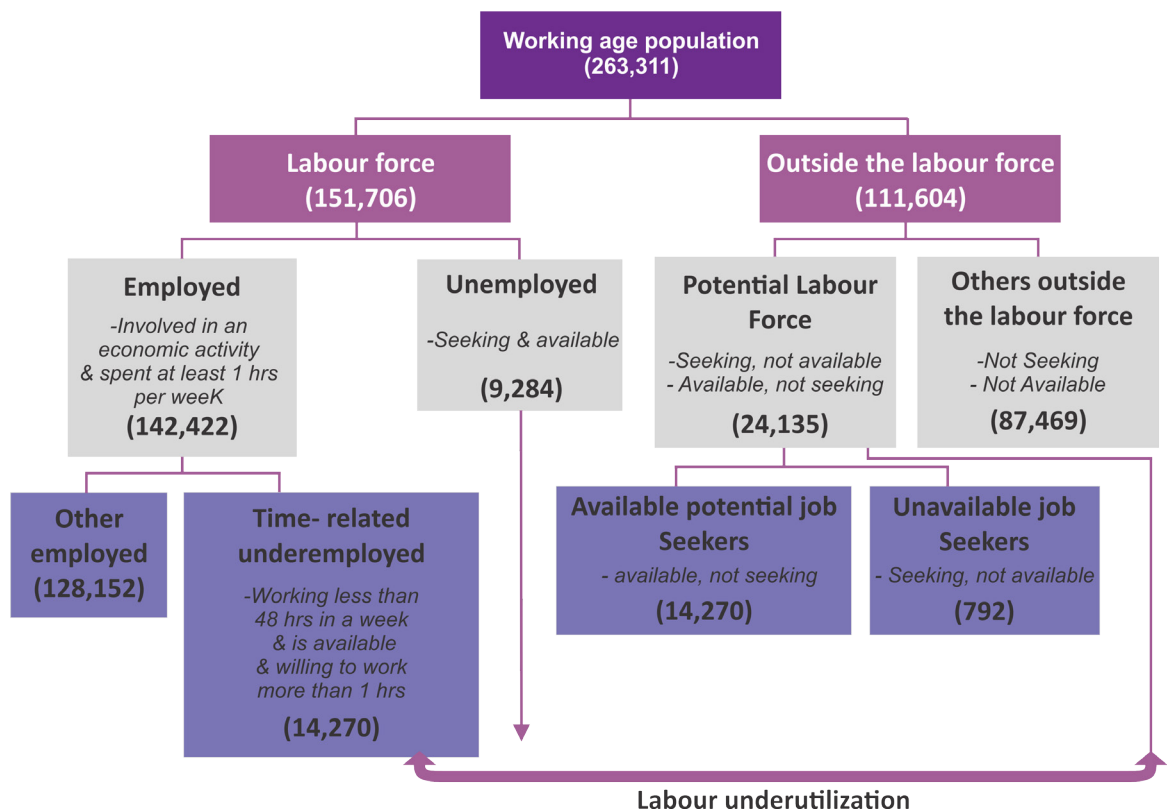 Working age population
(263,311)
Labour force
(151,706)
Outside the labour force
(111,604)
Employed
-Involved in an
economic activity
& spent at least 1 hrs
per weeK
(142,422)
Unemployed
-Seeking & available
(9,284)
Potential Labour
Force
-Seeking, not available
- Available, not seeking
(24,135)
Others outside
the labour force
-Not Seeking
- Not Available
(87,469)
Other
employed
(128,152)
Time- related
underemployed
-Working less than
48 hrs in a week
& is available
& willing to work
more than 1 hrs
(14,270)
Available potential job
Seekers
- available, not seeking
(14,270)
Unavailable job
Seekers
- Seeking, not available
(792)
Labour underutilization